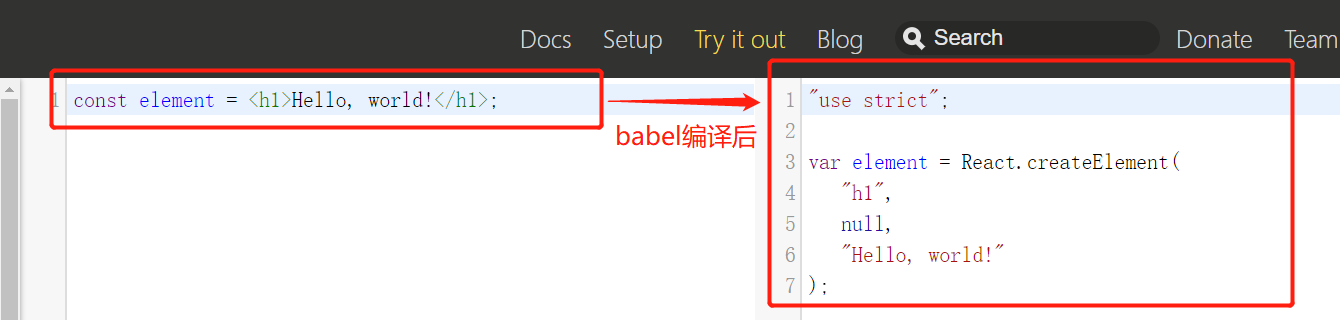 Docs Setup Try it out Blog Search Donate Team
1 const element = <h1>Hello, world!</h1>;
babel编译后
1 "use strict";
2
3 var element = React.createElement(
4 "h1",
5 null,
6 "Hello, world!"
7 );